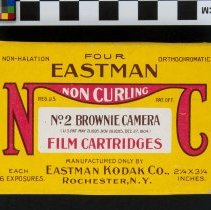 CM
FOUR
NON-HALATION
ORTHOCHROMATIC
EASTMAN
N NON CURLING C
REG. U.S. PAT. OFF.
No 2 BROWNIE CAMERA
FILM CARTRIDGES
MANUFACTURED ONLY BY
EACH
6 EXPOSURES.
EASTMAN KODAK CO.,
ROCHESTER, N.Y.
2¼ X 3¼
INCHES.